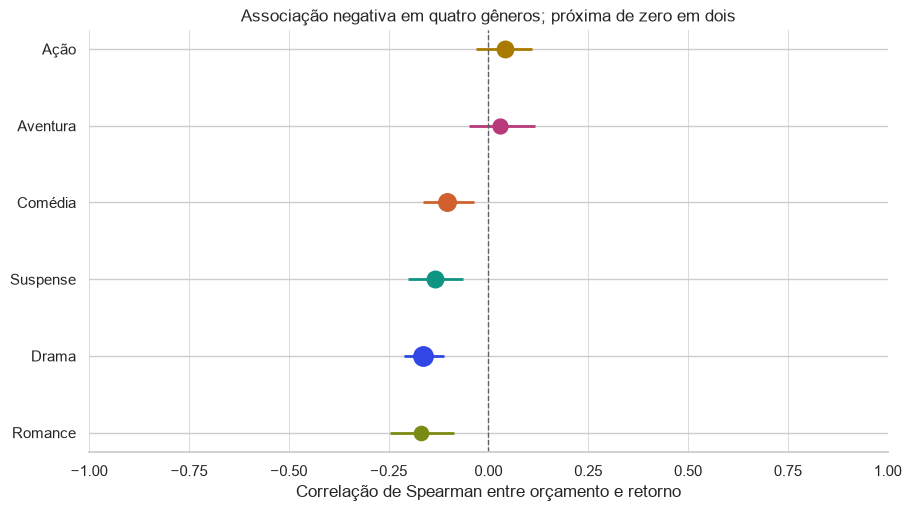 Associação negativa em quatro gêneros; próxima de zero em dois
Ação
Aventura
Comédia
Suspense
Drama
Romance
−1.00 −0.75 −0.50 −0.25 0.00 0.25 0.50 0.75 1.00
Correlação de Spearman entre orçamento e retorno